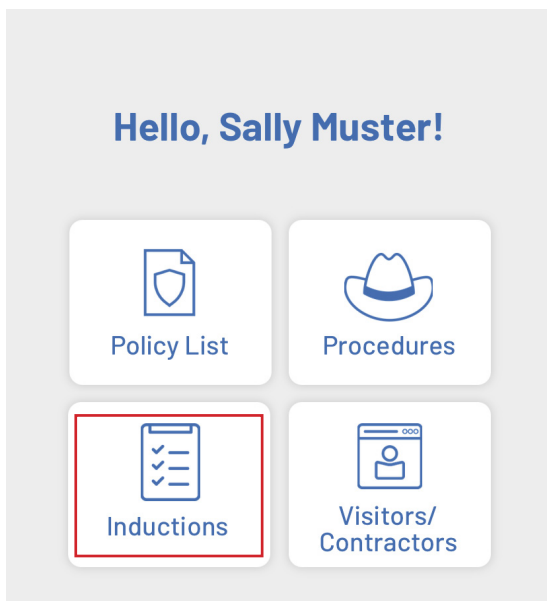 Hello, Sally Muster!
Policy List
Procedures
Inductions
Visitors/
Contractors